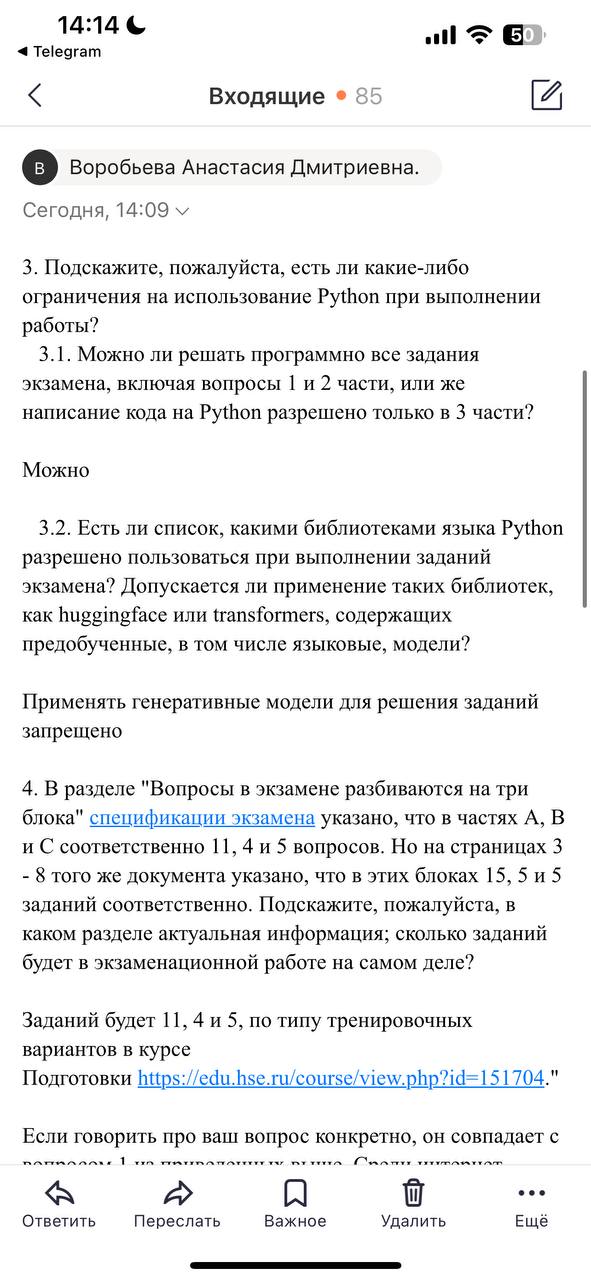 14:14
50
◀ Telegram
Входящие • 85
В Воробьева Анастасия Дмитриевна.
Сегодня, 14:09
3. Подскажите, пожалуйста, есть ли какие-либо
ограничения на использование Python при выполнении
работы?
3.1. Можно ли решать программно все задания
экзамена, включая вопросы 1 и 2 части, или же
написание кода на Python разрешено только в 3 части?
Можно
3.2. Есть ли список, какими библиотеками языка Python
разрешено пользоваться при выполнении заданий
экзамена? Допускается ли применение таких библиотек,
как huggingface или transformers, содержащих
предобученные, в том числе языковые, модели?
Применять генеративные модели для решения заданий
запрещено
4. В разделе "Вопросы в экзамене разбиваются на три
блока" спецификации экзамена указано, что в частях А, В
и С соответственно 11, 4 и 5 вопросов. Но на страницах 3
- 8 того же документа указано, что в этих блоках 15, 5 и 5
заданий соответственно. Подскажите, пожалуйста, в
каком разделе актуальная информация; сколько заданий
будет в экзаменационной работе на самом деле?
Заданий будет 11, 4 и 5, по типу тренировочных
вариантов в курсе
Подготовки https://edu.hse.ru/course/view.php?id=151704."
Если говорить про ваш вопрос конкретно, он совпадает с
вопросом 1 из приведенных выше. Среди интернет
Ответить Переслать Важное Удалить Ещё